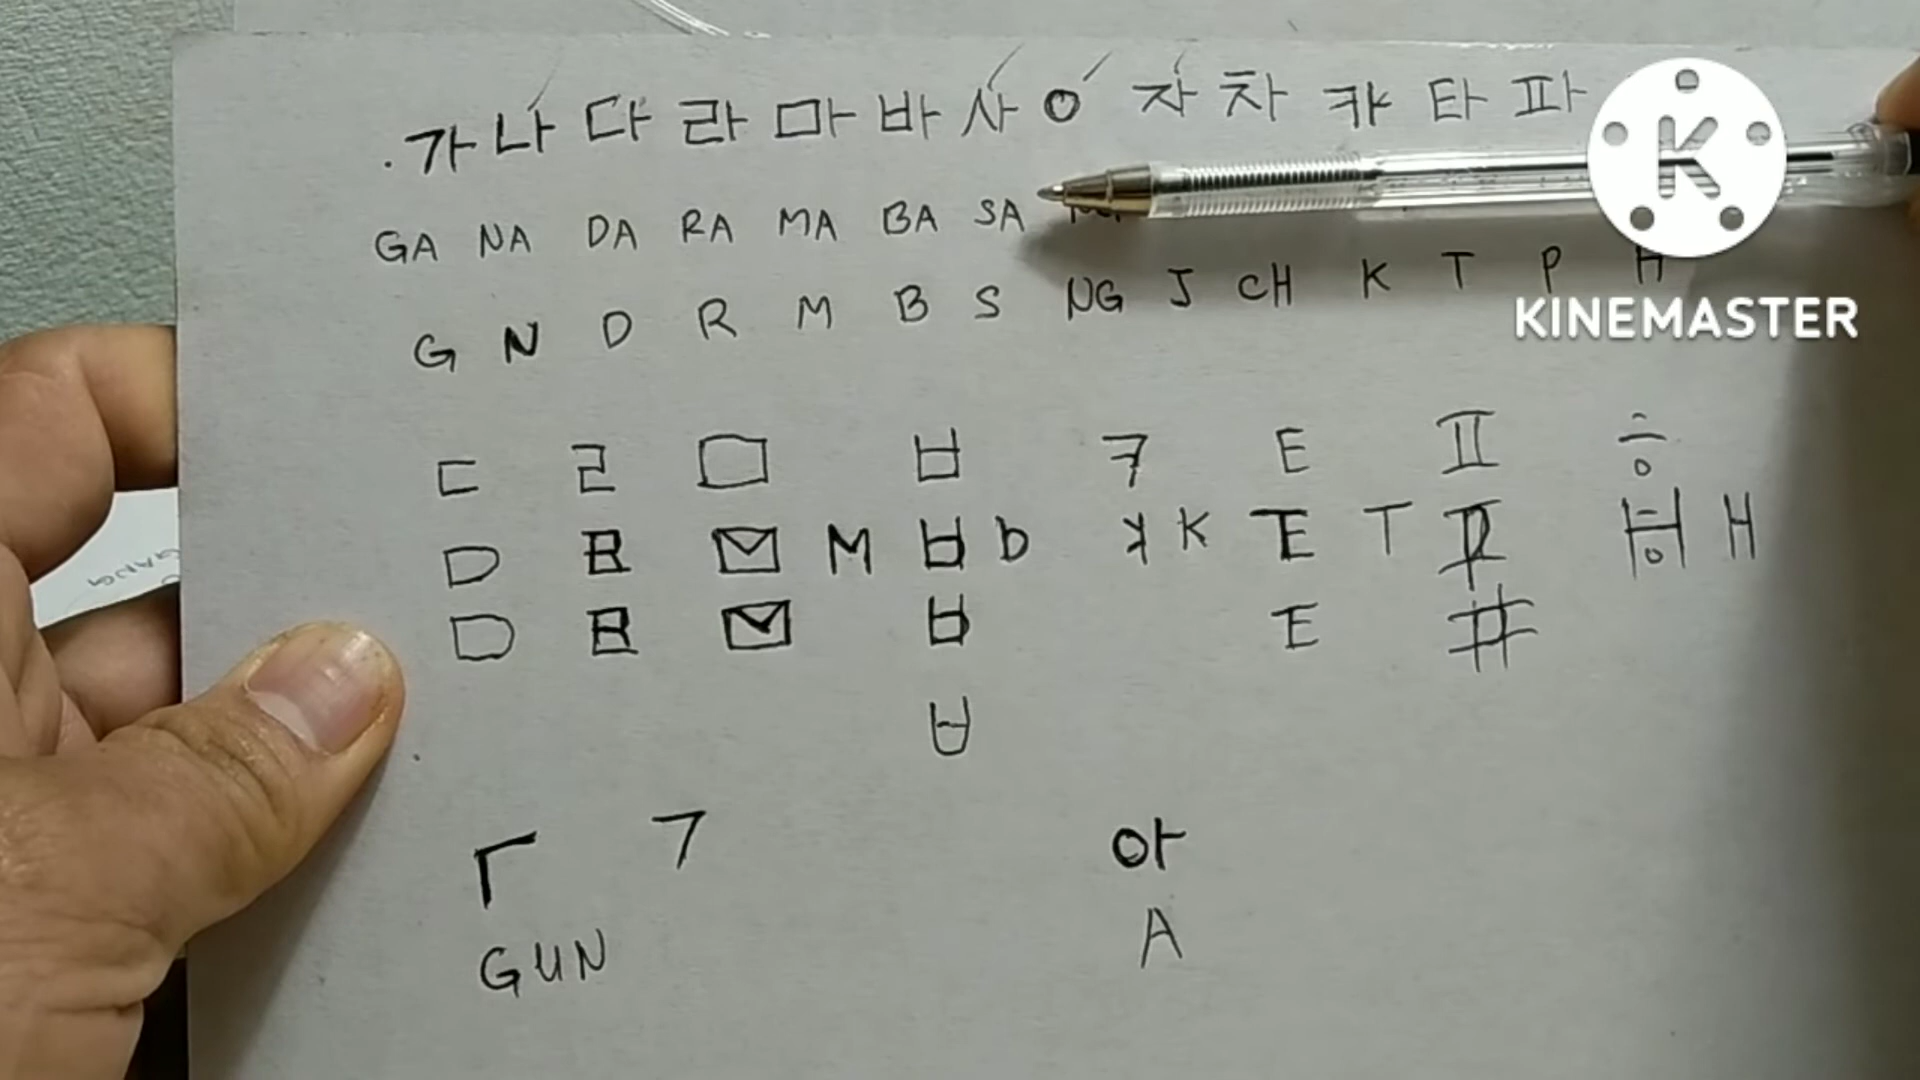 가 나 다 라 마 바 사 ㅇ 자 차 카 타 파
GA NA DA RA MA BA SA
G N D R M B S NG J CH K T P H
KINEMASTER
ㄷ ㄹ ㅁ ㅂ ㅋ ㅌ ㅍ ㅎ
D R M b K T P H
GANG
ㄱ
아
GUN A